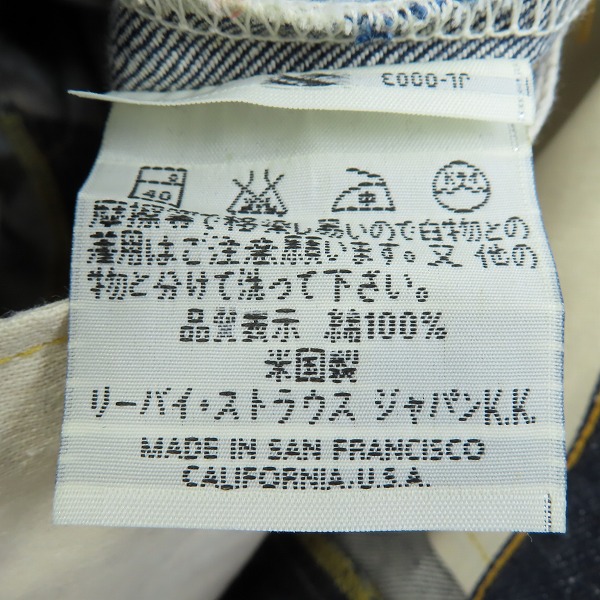 JL-0003
40
摩擦等で移染し易いので白物との
着用はご注意願います。又 他の
物と分けて洗って下さい。
品質表示 綿100%
米国製
リーバイ・ストラウス ジャパンK.K.
MADE IN SAN FRANCISCO
CALIFORNIA.U.S.A.